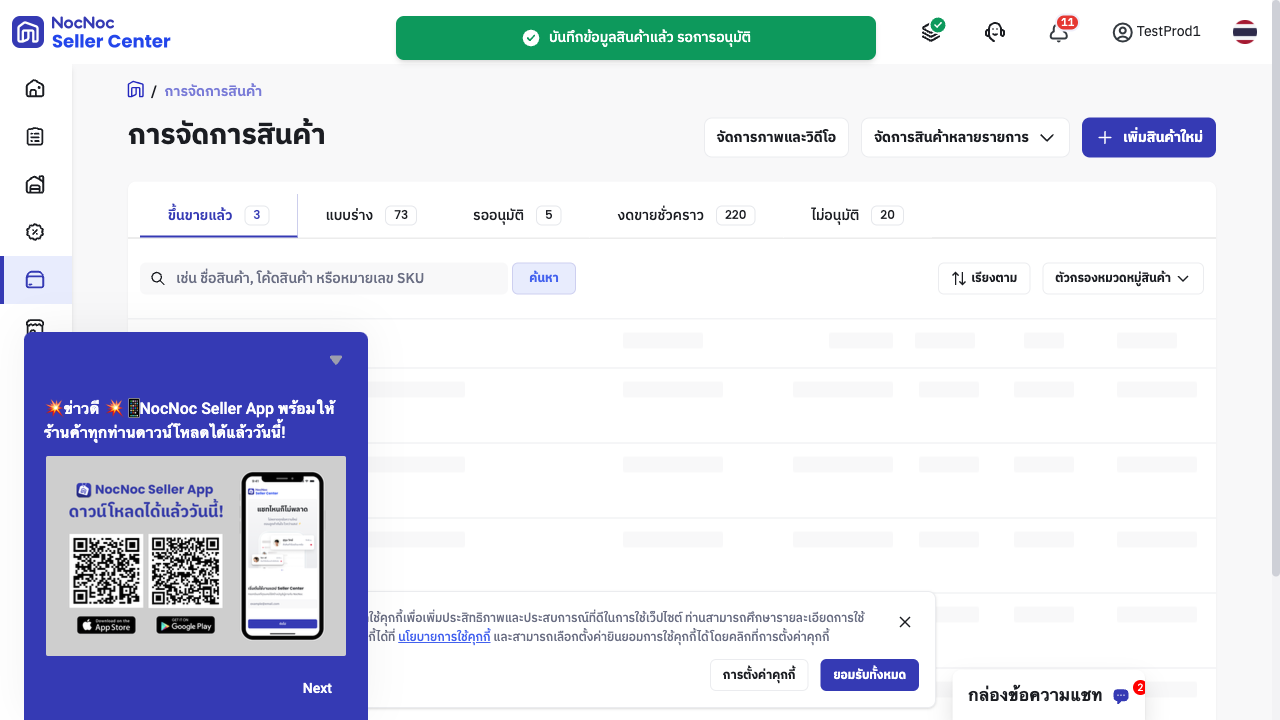 NocNoc
Seller Center
บันทึกข้อมูลสินค้าแล้ว รอการอนุมัติ
11
TestProd1
/ การจัดการสินค้า
การจัดการสินค้า
จัดการภาพและวิดีโอ
จัดการสินค้าหลายรายการ
เพิ่มสินค้าใหม่
ขึ้นขายแล้ว 3
แบบร่าง 73
รออนุมัติ 5
งดขายชั่วคราว 220
ไม่อนุมัติ 20
เช่น ชื่อสินค้า, โค้ดสินค้า หรือหมายเลข SKU
ค้นหา
เรียงตาม
ตัวกรองหมวดหมู่สินค้า
💥ข่าวดี 💥📱NocNoc Seller App พร้อมให้
ร้านค้าทุกท่านดาวน์โหลดได้แล้ววันนี้!
NocNoc Seller App
ดาวน์โหลดได้แล้ววันนี้!
Download on the
App Store
GET IT ON
Google Play
NocNoc
Seller Center
แชทไหนก็ไม่พลาด
Next
ใช้คุกกี้เพื่อเพิ่มประสิทธิภาพและประสบการณ์ที่ดีในการใช้เว็ปไซต์ ท่านสามารถศึกษารายละเอียดการใช้
กี้ได้ที่ นโยบายการใช้คุกกี้ และสามารถเลือกตั้งค่ายินยอมการใช้คุกกี้ได้โดยคลิกที่การตั้งค่าคุกกี้
การตั้งค่าคุกกี้
ยอมรับทั้งหมด
กล่องข้อความแชท
2